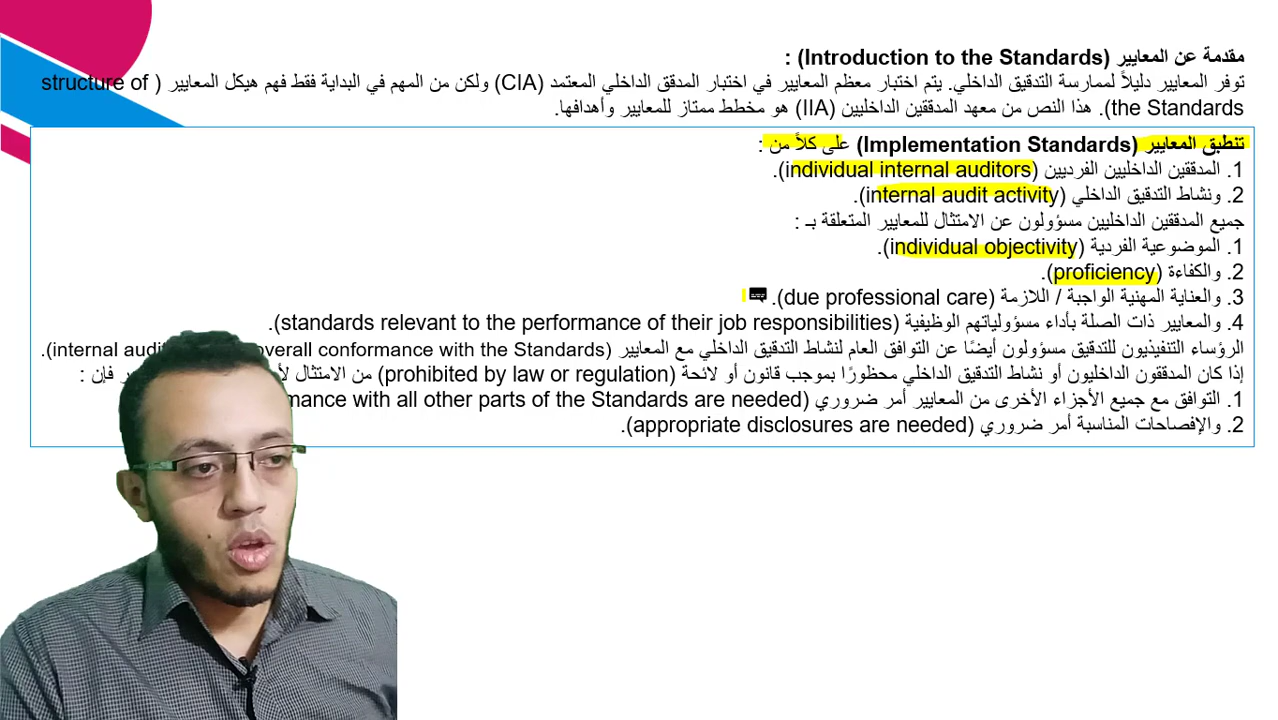 مقدمة عن المعايير (Introduction to the Standards) :
توفر المعايير دليلاً لممارسة التدقيق الداخلي. يتم اختبار معظم المعايير في اختبار المدقق الداخلي المعتمد (CIA) ولكن من المهم في البداية فقط فهم هيكل المعايير ( structure of
the Standards). هذا النص من معهد المدققين الداخليين (IIA) هو مخطط ممتاز للمعايير وأهدافها.
تنطبق المعايير (Implementation Standards) على كلاً من :
1. المدققين الداخليين الفرديين (individual internal auditors).
2. ونشاط التدقيق الداخلي (internal audit activity).
جميع المدققين الداخليين مسؤولون عن الامتثال للمعايير المتعلقة بـ :
1. الموضوعية الفردية (individual objectivity).
2. والكفاءة (proficiency).
3. والعناية المهنية الواجبة / اللازمة (due professional care).
4. والمعايير ذات الصلة بأداء مسؤولياتهم الوظيفية (standards relevant to the performance of their job responsibilities).
الرؤساء التنفيذيون للتدقيق مسؤولون أيضًا عن التوافق العام لنشاط التدقيق الداخلي مع المعايير (internal overall conformance with the Standards).
إذا كان المدققون الداخليون أو نشاط التدقيق الداخلي محظورًا بموجب قانون أو لائحة (prohibited by law or regulation) من الامتثال فإن :
1. التوافق مع جميع الأجزاء الأخرى من المعايير أمر ضروري (with all other parts of the Standards are needed
2. والإفصاحات المناسبة أمر ضروري (appropriate disclosures are needed).